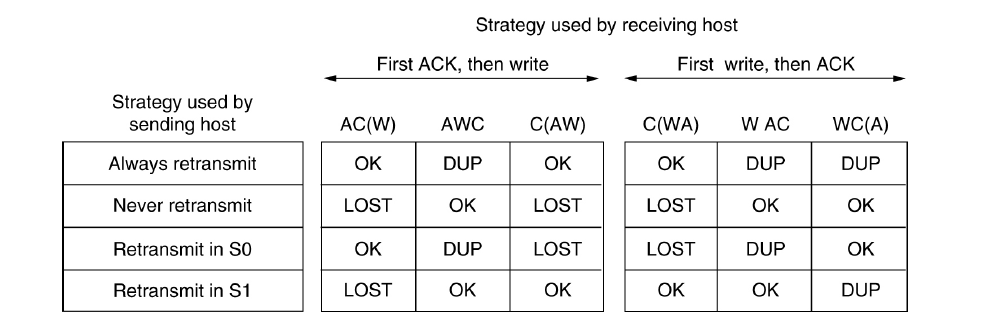 Strategy used by receiving host
First ACK, then write First write, then ACK
Strategy used by
sending host
AC(W) AWC C(AW) C(WA) W AC WC(A)
Always retransmit OK DUP OK OK DUP DUP
Never retransmit LOST OK LOST LOST OK OK
Retransmit in S0 OK DUP LOST LOST DUP OK
Retransmit in S1 LOST OK OK OK OK DUP